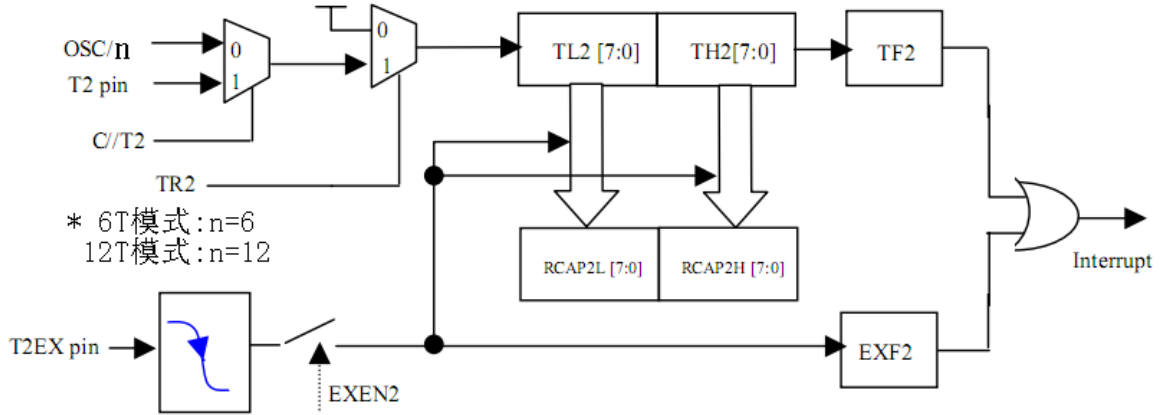 OSC/n
0
1
T2 pin
C//T2
0
1
TR2
TL2 [7:0]
TH2[7:0]
TF2
* 6T模式:n=6
12T模式:n=12
RCAP2L [7:0]
RCAP2H [7:0]
Interrupt
T2EX pin
EXEN2
EXF2